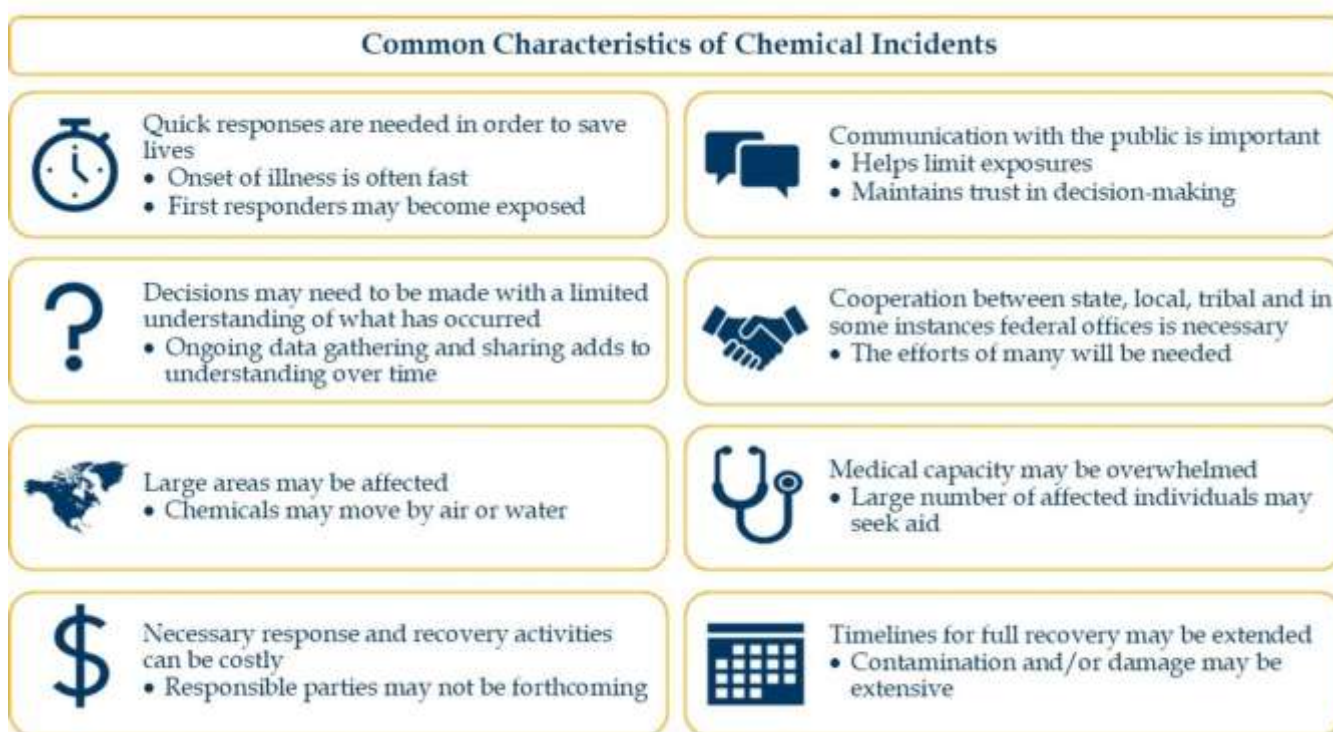 Common Characteristics of Chemical Incidents
Quick responses are needed in order to save
lives
• Onset of illness is often fast
• First responders may become exposed
Communication with the public is important
• Helps limit exposures
• Maintains trust in decision-making
Decisions may need to be made with a limited
understanding of what has occurred
• Ongoing data gathering and sharing adds to
understanding over time
Cooperation between state, local, tribal and in
some instances federal offices is necessary
• The efforts of many will be needed
Large areas may be affected
• Chemicals may move by air or water
Medical capacity may be overwhelmed
• Large number of affected individuals may
seek aid
Necessary response and recovery activities
can be costly
• Responsible parties may not be forthcoming
Timelines for full recovery may be extended
• Contamination and/or damage may be
extensive